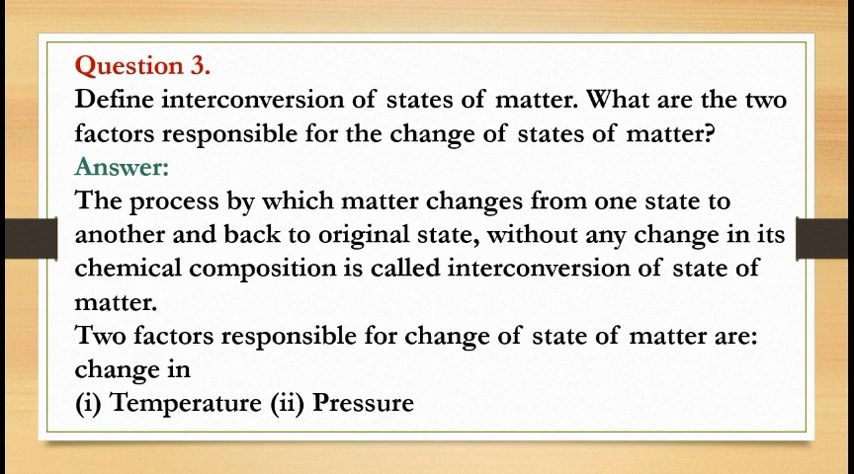 Question 3.
Define interconversion of states of matter. What are the two
factors responsible for the change of states of matter?
Answer:
The process by which matter changes from one state to
another and back to original state, without any change in its
chemical composition is called interconversion of state of
matter.
Two factors responsible for change of state of matter are:
change in
(i) Temperature (ii) Pressure